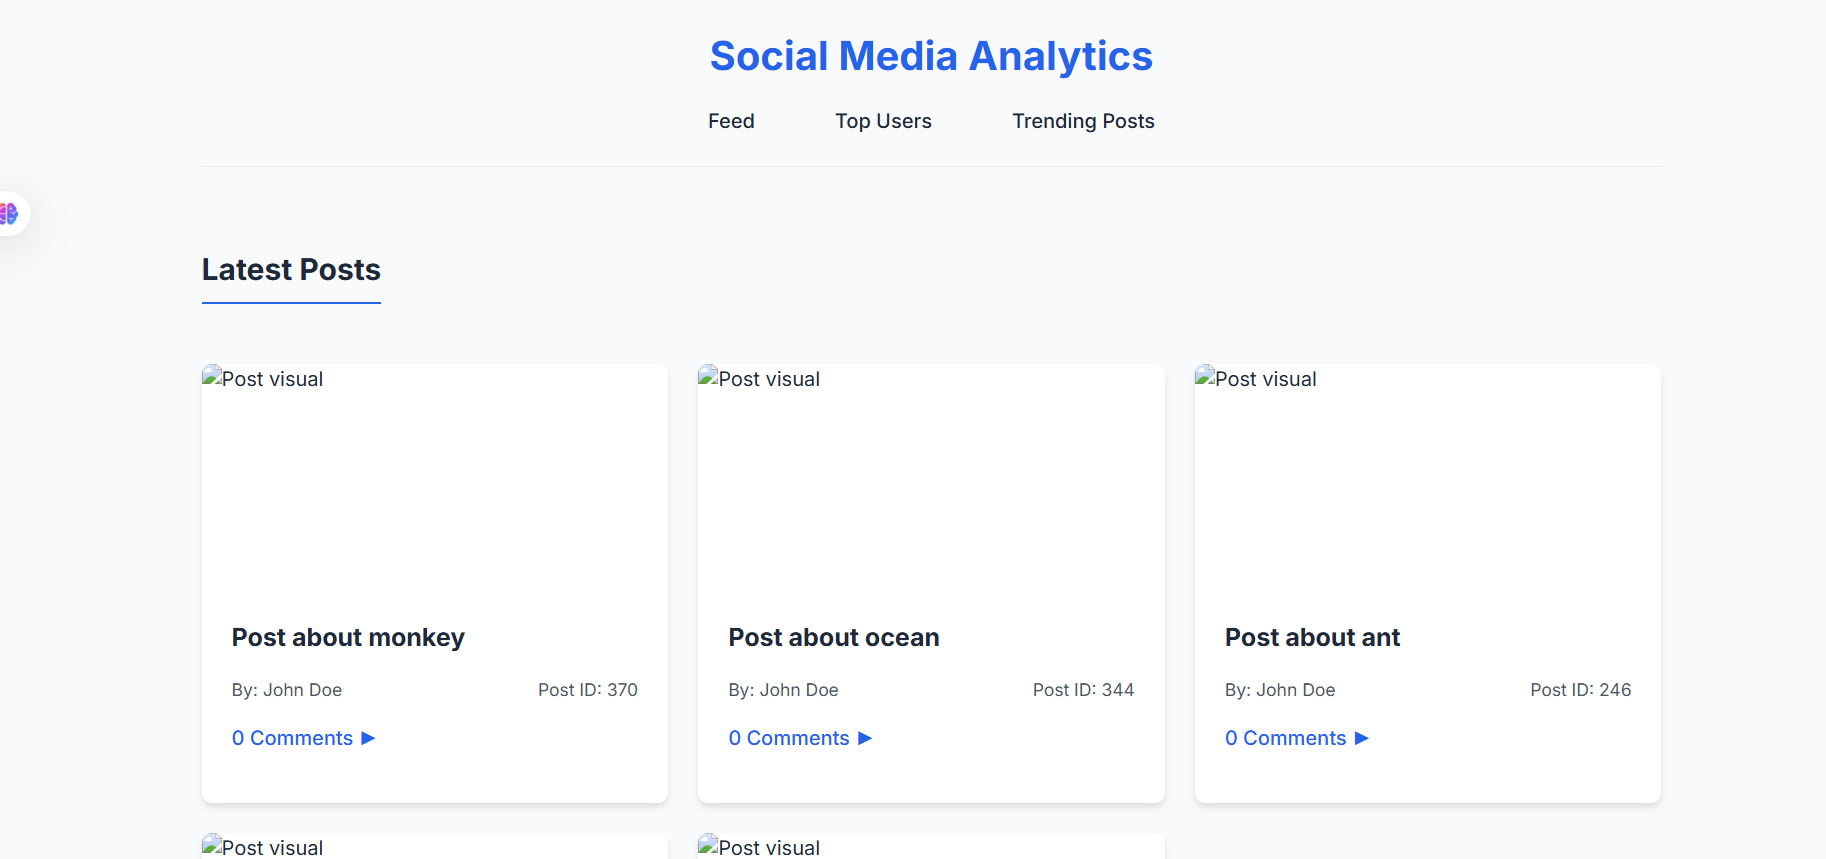 Social Media Analytics
Feed Top Users Trending Posts
Latest Posts
Post visual
Post about monkey
By: John Doe Post ID: 370
0 Comments ▶
Post visual
Post about ocean
By: John Doe Post ID: 344
0 Comments ▶
Post visual
Post about ant
By: John Doe Post ID: 246
0 Comments ▶
Post visual
Post visual